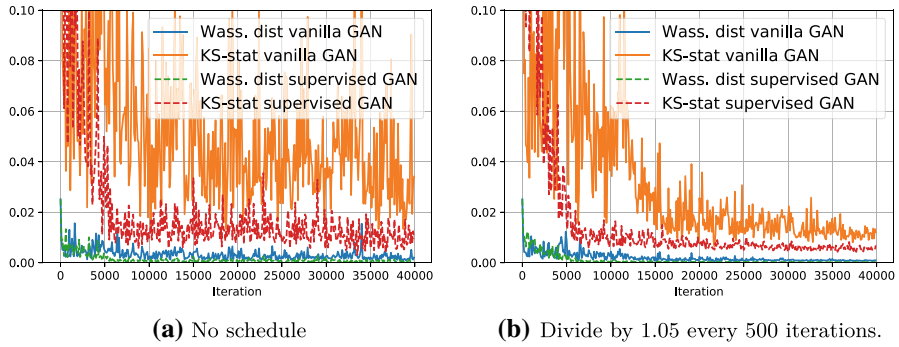 0.10
0.08
0.06
0.04
0.02
0.00
Wass. dist vanilla GAN
KS-stat vanilla GAN
Wass. dist supervised GAN
KS-stat supervised GAN
0 5000 10000 15000 20000 25000 30000 35000 40000
Iteration
(a) No schedule
0.10
0.08
0.06
0.04
0.02
0.00
Wass. dist vanilla GAN
KS-stat vanilla GAN
Wass. dist supervised GAN
KS-stat supervised GAN
0 5000 10000 15000 20000 25000 30000 35000 40000
Iteration
(b) Divide by 1.05 every 500 iterations.